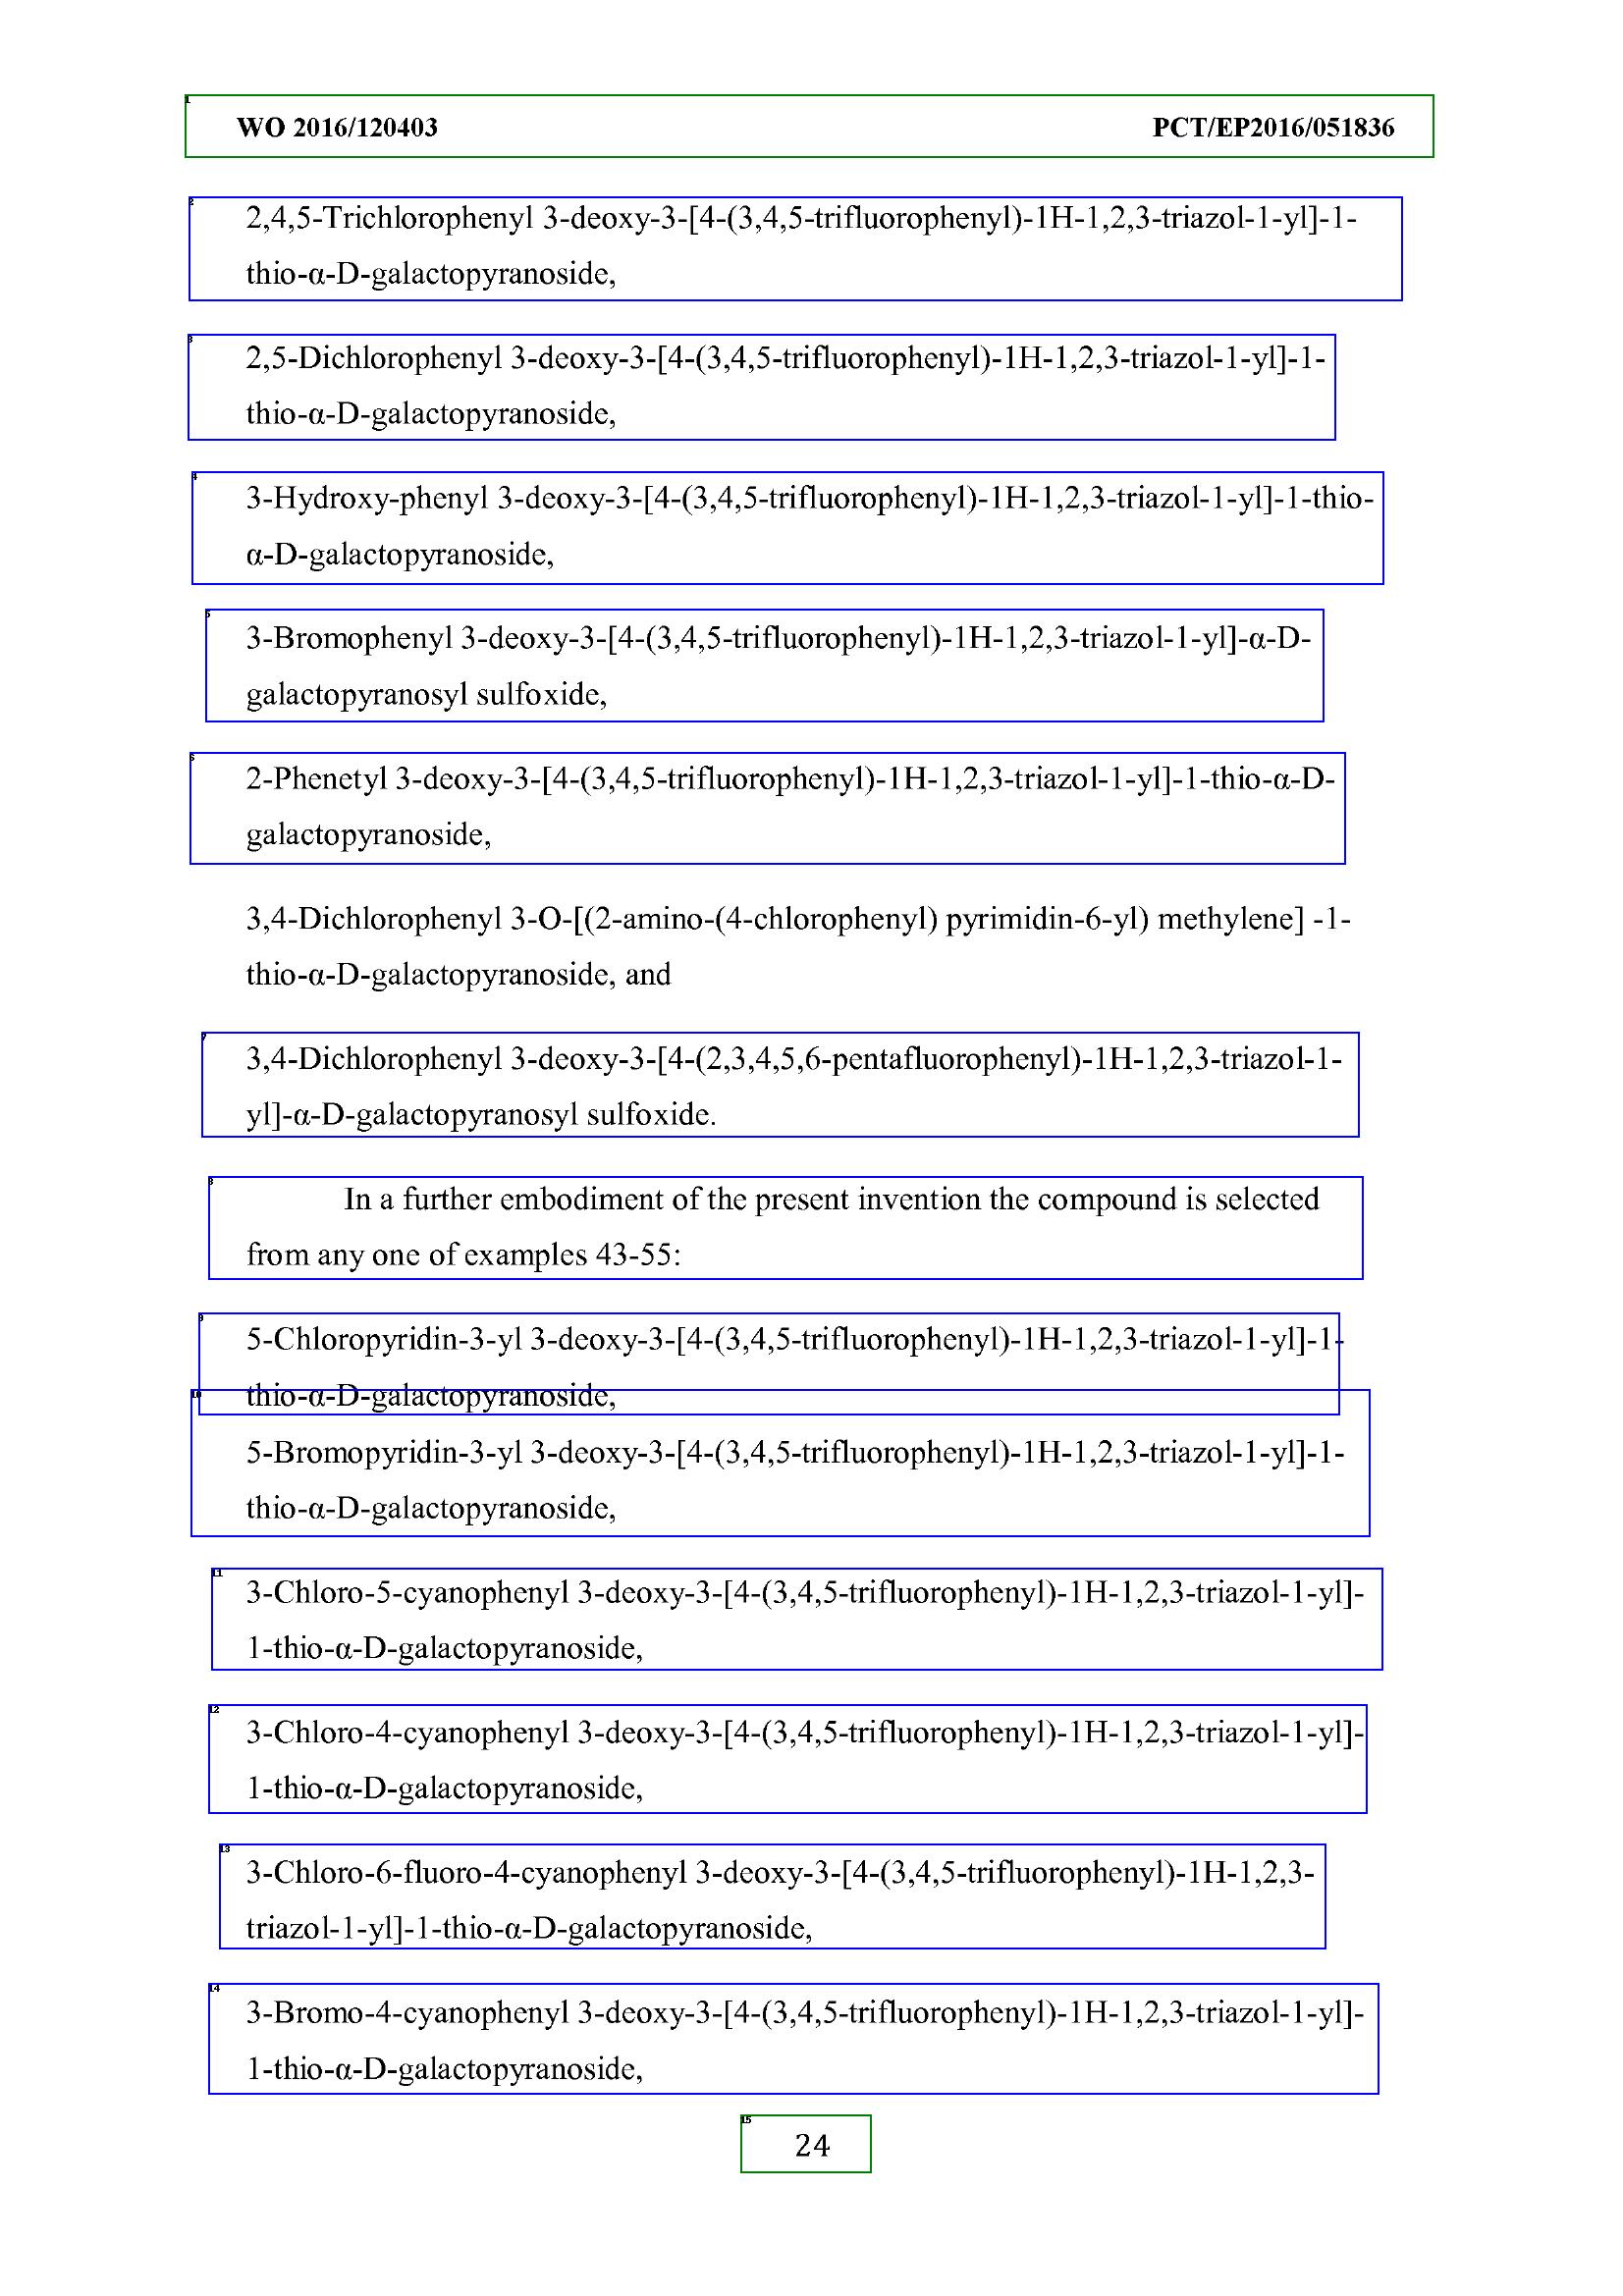 WO 2016/120403 PCT/EP2016/051836
2,4,5-Trichlorophenyl 3-deoxy-3-[4-(3,4,5-trifluorophenyl)-1H-1,2,3-triazol-1-yl]-1-
thio-α-D-galactopyranoside,
2,5-Dichlorophenyl 3-deoxy-3-[4-(3,4,5-trifluorophenyl)-1H-1,2,3-triazol-1-yl]-1-
thio-α-D-galactopyranoside,
3-Hydroxy-phenyl 3-deoxy-3-[4-(3,4,5-trifluorophenyl)-1H-1,2,3-triazol-1-yl]-1-thio-
α-D-galactopyranoside,
3-Bromophenyl 3-deoxy-3-[4-(3,4,5-trifluorophenyl)-1H-1,2,3-triazol-1-yl]-α-D-
galactopyranosyl sulfoxide,
2-Phenetyl 3-deoxy-3-[4-(3,4,5-trifluorophenyl)-1H-1,2,3-triazol-1-yl]-1-thio-α-D-
galactopyranoside,
3,4-Dichlorophenyl 3-O-[(2-amino-(4-chlorophenyl) pyrimidin-6-yl) methylene] -1-
thio-α-D-galactopyranoside, and
3,4-Dichlorophenyl 3-deoxy-3-[4-(2,3,4,5,6-pentafluorophenyl)-1H-1,2,3-triazol-1-
yl]-α-D-galactopyranosyl sulfoxide.
In a further embodiment of the present invention the compound is selected
from any one of examples 43-55:
5-Chloropyridin-3-yl 3-deoxy-3-[4-(3,4,5-trifluorophenyl)-1H-1,2,3-triazol-1-yl]-1-
thio-α-D-galactopyranoside,
5-Bromopyridin-3-yl 3-deoxy-3-[4-(3,4,5-trifluorophenyl)-1H-1,2,3-triazol-1-yl]-1-
thio-α-D-galactopyranoside,
3-Chloro-5-cyanophenyl 3-deoxy-3-[4-(3,4,5-trifluorophenyl)-1H-1,2,3-triazol-1-yl]-
1-thio-α-D-galactopyranoside,
3-Chloro-4-cyanophenyl 3-deoxy-3-[4-(3,4,5-trifluorophenyl)-1H-1,2,3-triazol-1-yl]-
1-thio-α-D-galactopyranoside,
3-Chloro-6-fluoro-4-cyanophenyl 3-deoxy-3-[4-(3,4,5-trifluorophenyl)-1H-1,2,3-
triazol-1-yl]-1-thio-α-D-galactopyranoside,
3-Bromo-4-cyanophenyl 3-deoxy-3-[4-(3,4,5-trifluorophenyl)-1H-1,2,3-triazol-1-yl]-
1-thio-α-D-galactopyranoside,
24